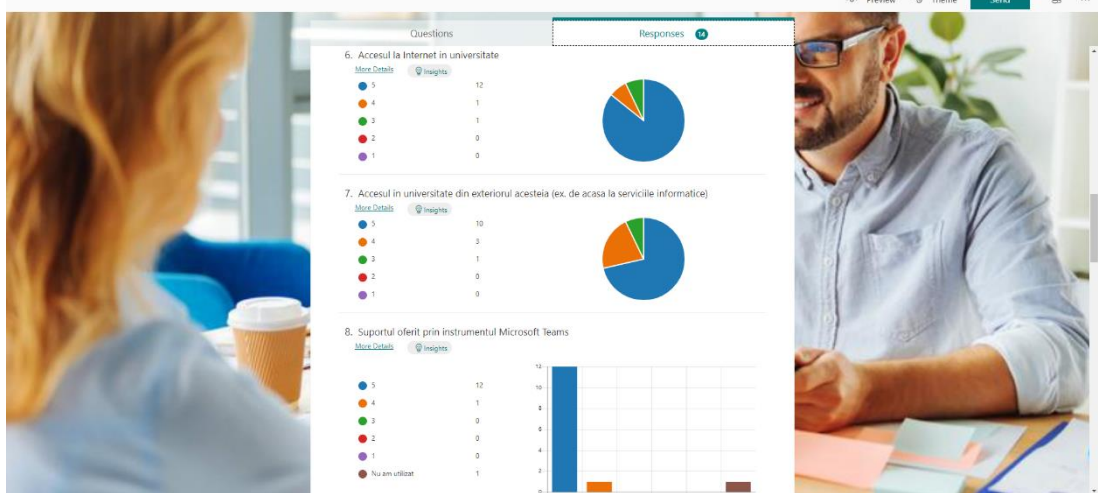 Preview Theme Send
Questions Responses 14
6. Accesul la Internet in universitate
More Details Insights
5 12
4 1
3 1
2 0
1 0
7. Accesul in universitate din exteriorul acesteia (ex. de acasa la serviciile informatice)
More Details Insights
5 10
4 3
3 1
2 0
1 0
8. Suportul oferit prin instrumentul Microsoft Teams
More Details Insights
5 12
4 1
3 0
2 0
1 0
Nu am utilizat 1
12
10
8
6
4
2
0